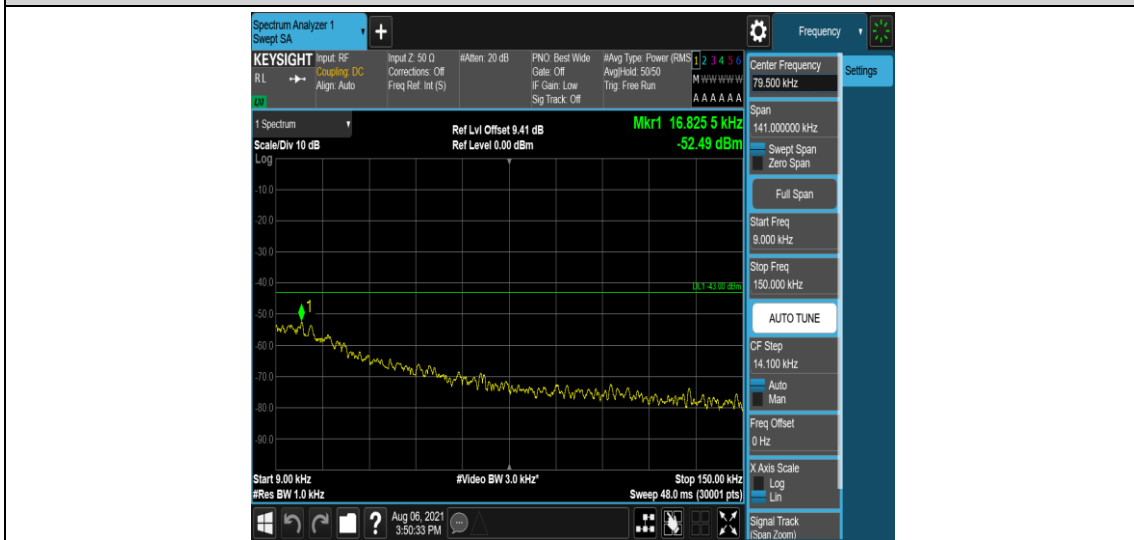 Spectrum Analyzer 1
Swept SA
+
Frequency
KEYSIGHT
RL
Input: RF
Coupling: DC
Align: Auto
Input Z: 50 Ω
Corrections: Off
Freq Ref: Int (S)
#Atten: 20 dB
PNO: Best Wide
Gate: Off
IF Gain: Low
Sig Track: Off
#Avg Type: Power (RMS
Avg|Hold: 50/50
Trig: Free Run
1 2 3 4 5 6
M W W W W W
A A A A A A
1 Spectrum
Scale/Div 10 dB
Ref Lvl Offset 9.41 dB
Ref Level 0.00 dBm
Mkr1 16.825 5 kHz
-52.49 dBm
Log
-10.0
-20.0
-30.0
-40.0
-50.0
-60.0
-70.0
-80.0
-90.0
DL1 -43.00 dBm
1
Start 9.00 kHz
#Res BW 1.0 kHz
#Video BW 3.0 kHz*
Stop 150.00 kHz
Sweep 48.0 ms (30001 pts)
?
Aug 06, 2021
3:50:33 PM
Center Frequency
79.500 kHz
Settings
Span
141.000000 kHz
Swept Span
Zero Span
Full Span
Start Freq
9.000 kHz
Stop Freq
150.000 kHz
AUTO TUNE
CF Step
14.100 kHz
Auto
Man
Freq Offset
0 Hz
X Axis Scale
Log
Lin
Signal Track
(Span Zoom)